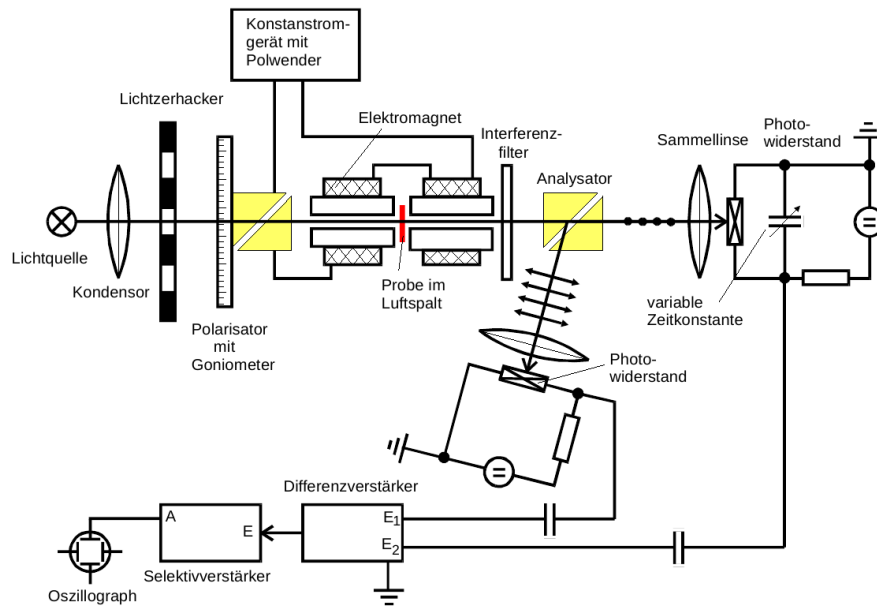 Konstanstrom-
gerät mit
Polwender
Lichtzerhacker
Elektromagnet
Interferenz-
filter
Analysator
Sammellinse
Photo-
widerstand
Lichtquelle
Kondensor
Polarisator
mit
Goniometer
Probe im
Luftspalt
variable
Zeitkonstante
Photo-
widerstand
Differenzverstärker
A
E
E1
E2
Selektivverstärker
Oszillograph